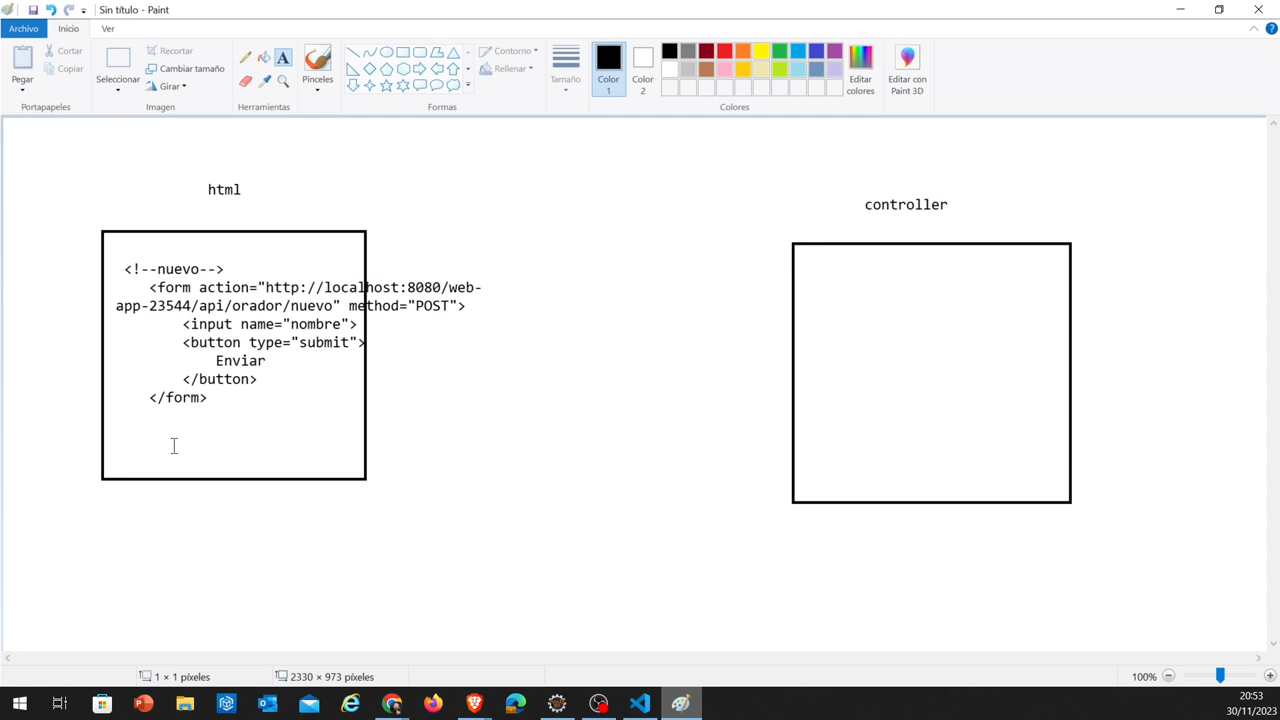 Sin título - Paint
Archivo
Inicio
Ver
Pegar
Cortar
Copiar
Portapapeles
Seleccionar
Recortar
Cambiar tamaño
Girar
Imagen
A
Herramientas
Pinceles
Contorno
Rellenar
Formas
Tamaño
Color
1
Color
2
Editar
colores
Editar con
Paint 3D
Colores
html
controller
<!--nuevo-->
<form action="http://localhost:8080/web-
app-23544/api/orador/nuevo" method="POST">
<input name="nombre">
<button type="submit">
Enviar
</button>
</form>
1 × 1 píxeles
2330 × 973 píxeles
100%
20:53
30/11/2023